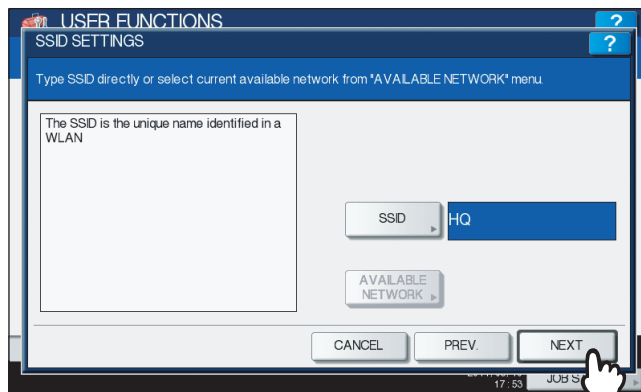 USER FUNCTIONS
?
SSID SETTINGS
?
Type SSID directly or select current available network from "AVAILABLE NETWORK" menu.
The SSID is the unique name identified in a
WLAN
SSID
HQ
AVAILABLE
NETWORK
CANCEL
PREV.
NEXT
17:53
JOB S